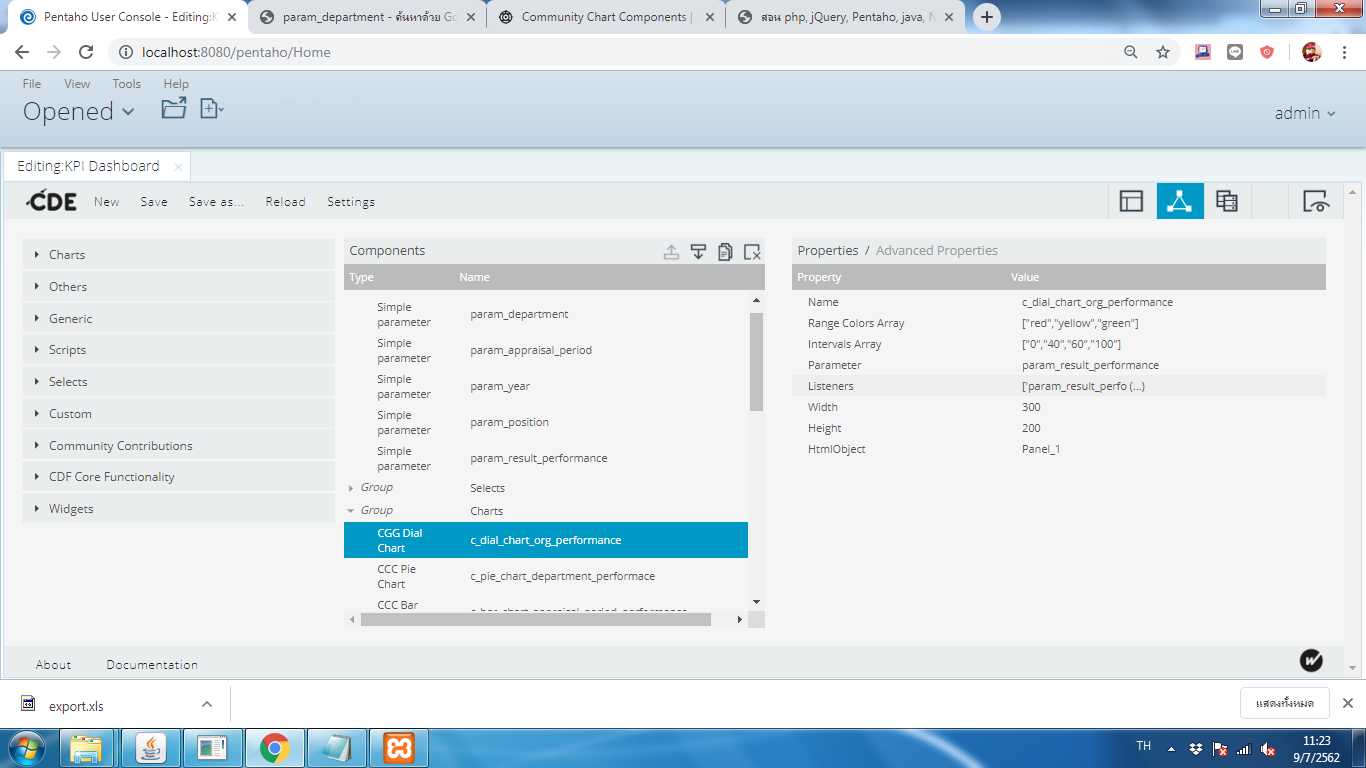 Pentaho User Console - Editing:K
param_department - ค้นหาด้วย Go
Community Chart Components |
สอน php, jQuery, Pentaho, java, N
localhost:8080/pentaho/Home
File View Tools Help
Opened
admin
Editing:KPI Dashboard
CDE New Save Save as... Reload Settings
Charts
Others
Generic
Scripts
Selects
Custom
Community Contributions
CDF Core Functionality
Widgets
Components
Type Name
Simple parameter param_department
Simple parameter param_appraisal_period
Simple parameter param_year
Simple parameter param_position
Simple parameter param_result_performance
Group Selects
Group Charts
CGG Dial Chart c_dial_chart_org_performance
CCC Pie Chart c_pie_chart_department_performace
CCC Bar c_bar_chart_appraisal_period_performance
Properties / Advanced Properties
Property Value
Name c_dial_chart_org_performance
Range Colors Array ["red","yellow","green"]
Intervals Array ["0","40","60","100"]
Parameter param_result_performance
Listeners ['param_result_perfo (...)
Width 300
Height 200
HtmlObject Panel_1
About Documentation
export.xls
แสดงทั้งหมด
TH
11:23
9/7/2562